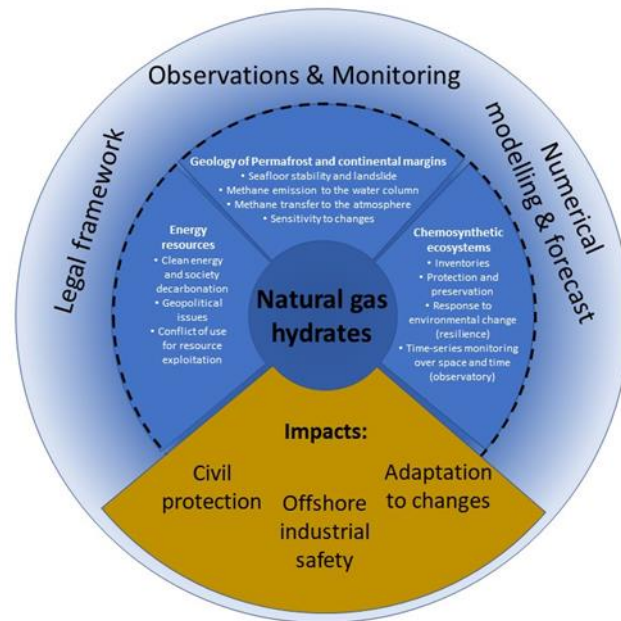 Observations & Monitoring
Legal framework
Numerical
modelling & forecast
Geology of Permafrost and continental margins
• Seafloor stability and landslide
• Methane emission to the water column
• Methane transfer to the atmosphere
• Sensitivity to changes
Energy
resources
• Clean energy
and society
decarbonation
• Geopolitical
issues
• Conflict of use
for resource
exploitation
Chemosynthetic
ecosystems
• Inventories
• Protection and
preservation
• Response to
environmental change
(resilience)
• Time-series monitoring
over space and time
(observatory)
Natural gas
hydrates
Impacts:
Civil
protection
Offshore
industrial
safety
Adaptation
to changes